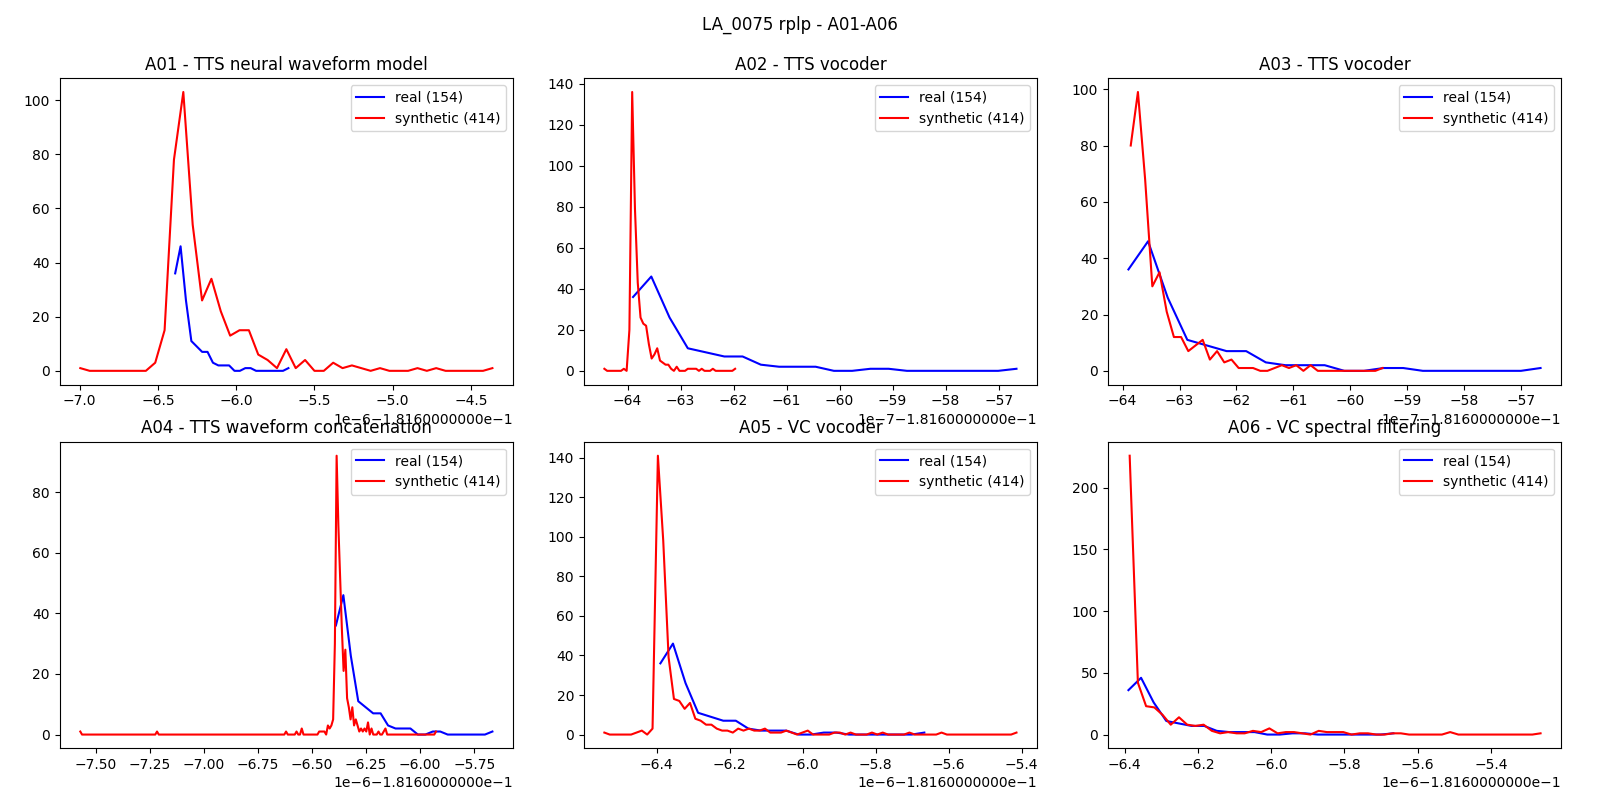 LA_0075 rplp - A01-A06
A01 - TTS neural waveform model
real (154)
synthetic (414)
100
80
60
40
20
0
−7.0 −6.5 −6.0 −5.5 −5.0 −4.5
1e−6−1.8160000000e−1
A02 - TTS vocoder
real (154)
synthetic (414)
140
120
100
80
60
40
20
0
−64 −63 −62 −61 −60 −59 −58 −57
1e−7−1.8160000000e−1
A03 - TTS vocoder
real (154)
synthetic (414)
100
80
60
40
20
0
−64 −63 −62 −61 −60 −59 −58 −57
1e−7−1.8160000000e−1
A04 - TTS waveform concatenation
real (154)
synthetic (414)
80
60
40
20
0
−7.50 −7.25 −7.00 −6.75 −6.50 −6.25 −6.00 −5.75
1e−6−1.8160000000e−1
A05 - VC vocoder
real (154)
synthetic (414)
140
120
100
80
60
40
20
0
−6.4 −6.2 −6.0 −5.8 −5.6 −5.4
1e−6−1.8160000000e−1
A06 - VC spectral filtering
real (154)
synthetic (414)
200
150
100
50
0
−6.4 −6.2 −6.0 −5.8 −5.6 −5.4
1e−6−1.8160000000e−1